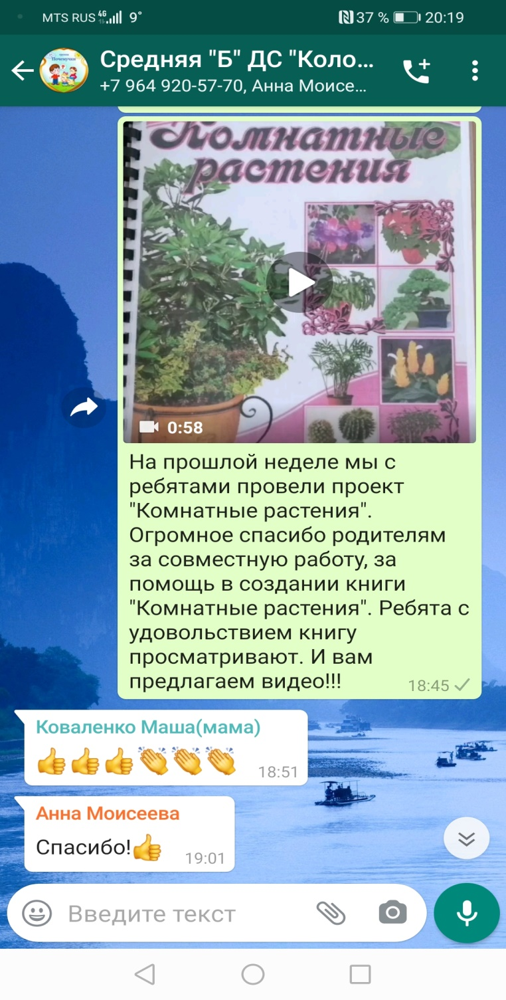 MTS RUS 4G 9° 37 % 20:19
Средняя "Б" ДС "Коло...
+7 964 920-57-70, Анна Моисе...
Комнатные
растения
0:58
На прошлой неделе мы с
ребятами провели проект
"Комнатные растения".
Огромное спасибо родителям
за совместную работу, за
помощь в создании книги
"Комнатные растения". Ребята с
удовольствием книгу
просматривают. И вам
предлагаем видео!!!
18:45
Коваленко Маша(мама)
👍👍👍👏👏👏 18:51
Анна Моисеева
Спасибо!👍 19:01
Введите текст